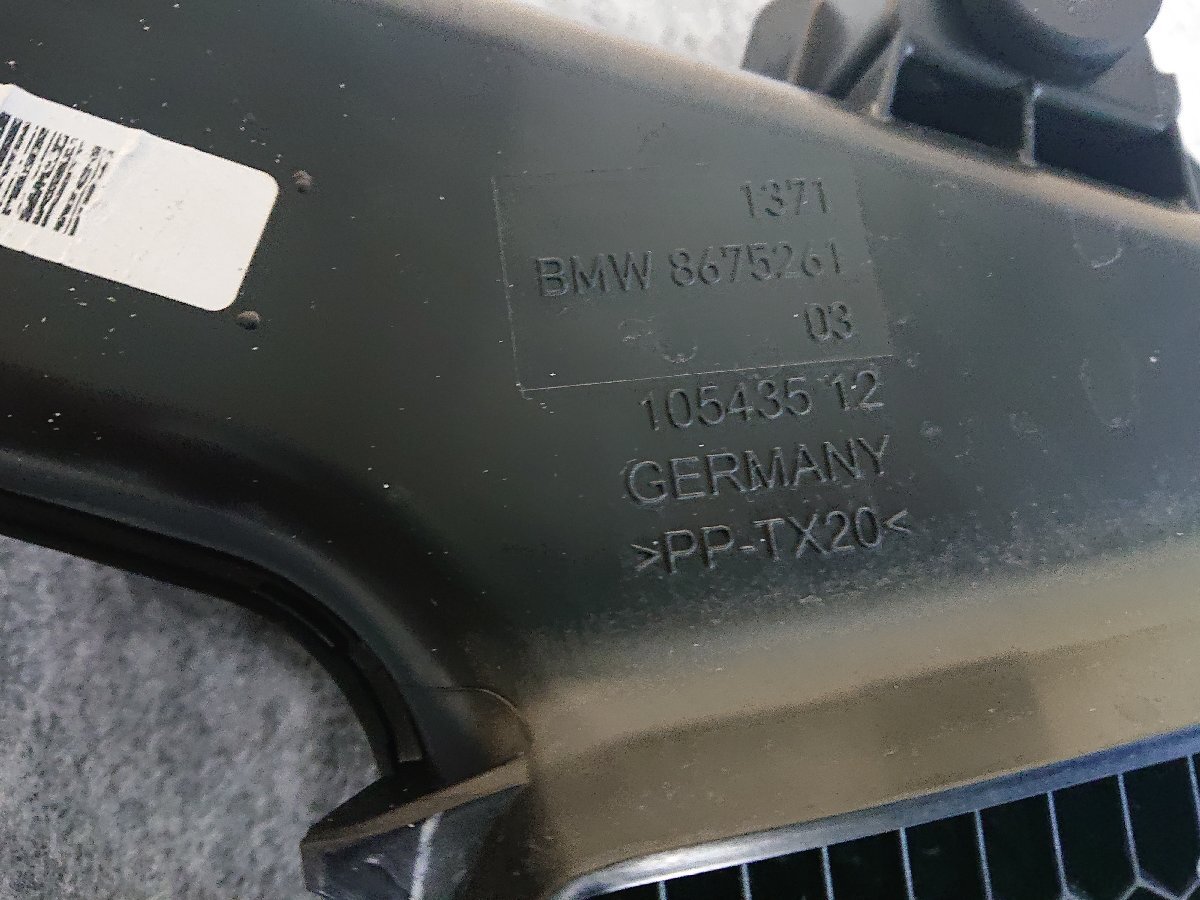 1371
BMW 8675261
03
105435 12
GERMANY
>PP-TX20<